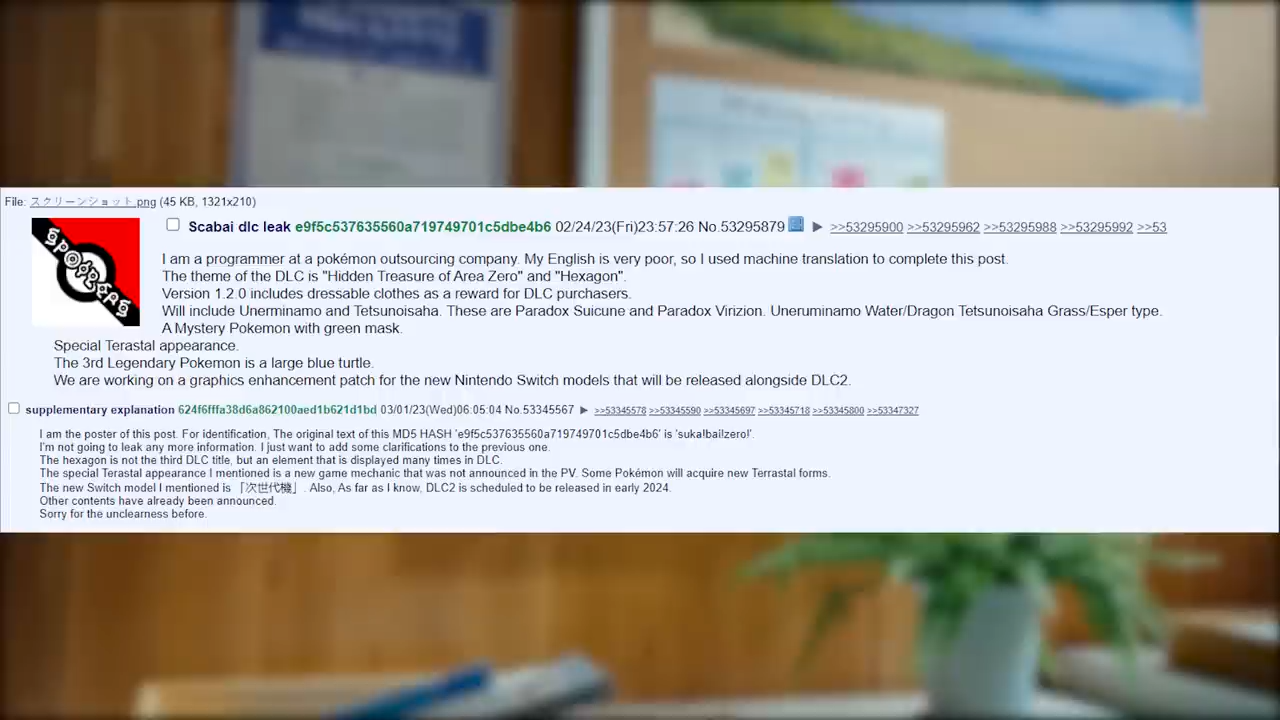 File: スクリーンショット.png (45 KB, 1321x210)
SPOILERS
Scabai dlc leak e9f5c537635560a719749701c5dbe4b6 02/24/23(Fri)23:57:26 No.53295879 ▶ >>53295900 >>53295962 >>53295988 >>53295992 >>53
I am a programmer at a pokémon outsourcing company. My English is very poor, so I used machine translation to complete this post.
The theme of the DLC is "Hidden Treasure of Area Zero" and "Hexagon".
Version 1.2.0 includes dressable clothes as a reward for DLC purchasers.
Will include Unerminamo and Tetsunoisaha. These are Paradox Suicune and Paradox Virizion. Uneruminamo Water/Dragon Tetsunoisaha Grass/Esper type.
A Mystery Pokemon with green mask.
Special Terastal appearance.
The 3rd Legendary Pokemon is a large blue turtle.
We are working on a graphics enhancement patch for the new Nintendo Switch models that will be released alongside DLC2.
supplementary explanation 624f6fffa38d6a862100aed1b621d1bd 03/01/23(Wed)06:05:04 No.53345567 ▶ >>53345578 >>53345590 >>53345697 >>53345718 >>53345800 >>53347327
I am the poster of this post. For identification, The original text of this MD5 HASH 'e9f5c537635560a719749701c5dbe4b6' is 'suka!bai!zero!'.
I'm not going to leak any more information. I just want to add some clarifications to the previous one.
The hexagon is not the third DLC title, but an element that is displayed many times in DLC.
The special Terastal appearance I mentioned is a new game mechanic that was not announced in the PV. Some Pokémon will acquire new Terrastal forms.
The new Switch model I mentioned is 「次世代機」. Also, As far as I know, DLC2 is scheduled to be released in early 2024.
Other contents have already been announced.
Sorry for the unclearness before.